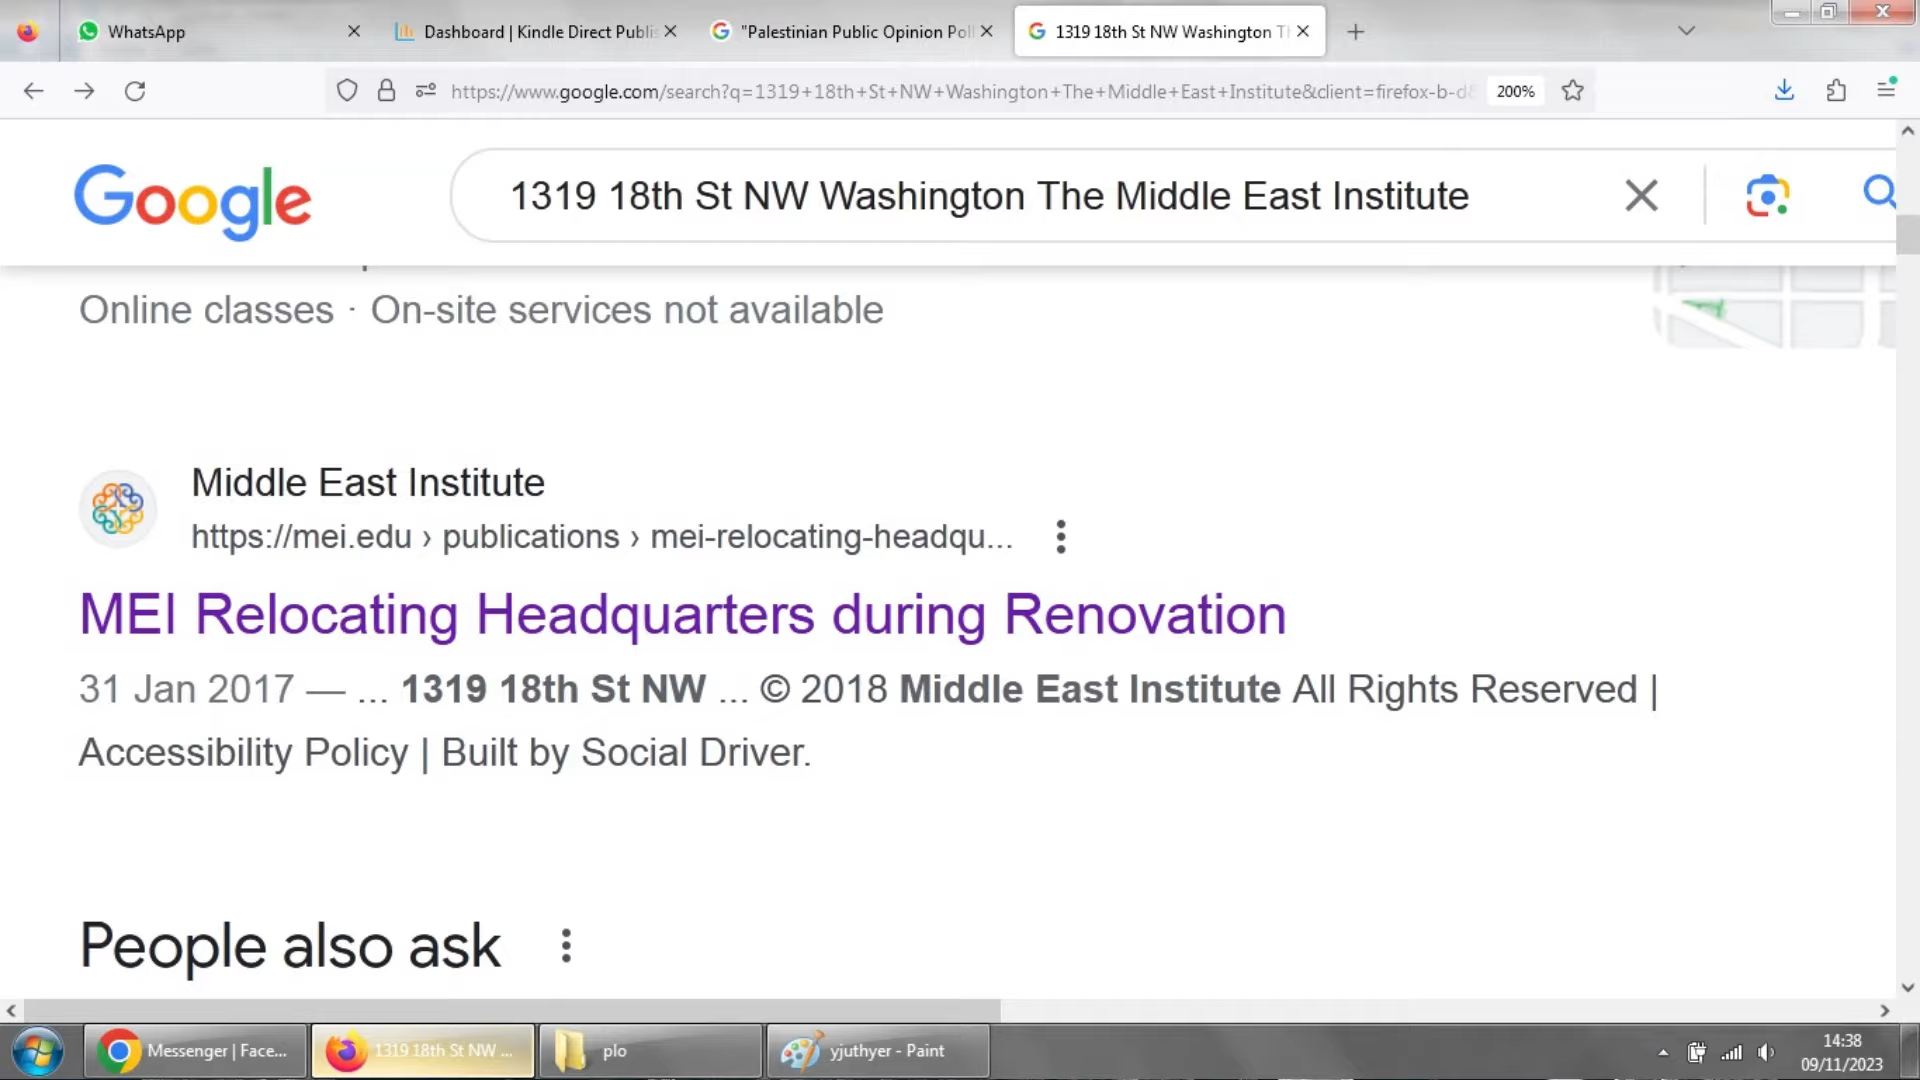 WhatsApp
Dashboard | Kindle Direct Publis
"Palestinian Public Opinion Poll
1319 18th St NW Washington Th
https://www.google.com/search?q=1319+18th+St+NW+Washington+The+Middle+East+Institute&client=firefox-b-d&
200%
Google
1319 18th St NW Washington The Middle East Institute
Online classes · On-site services not available
Middle East Institute
https://mei.edu › publications › mei-relocating-headqu...
MEI Relocating Headquarters during Renovation
31 Jan 2017 — ... 1319 18th St NW ... © 2018 Middle East Institute All Rights Reserved |
Accessibility Policy | Built by Social Driver.
People also ask
Messenger | Face...
1319 18th St NW ...
plo
yjuthyer - Paint
14:38
09/11/2023